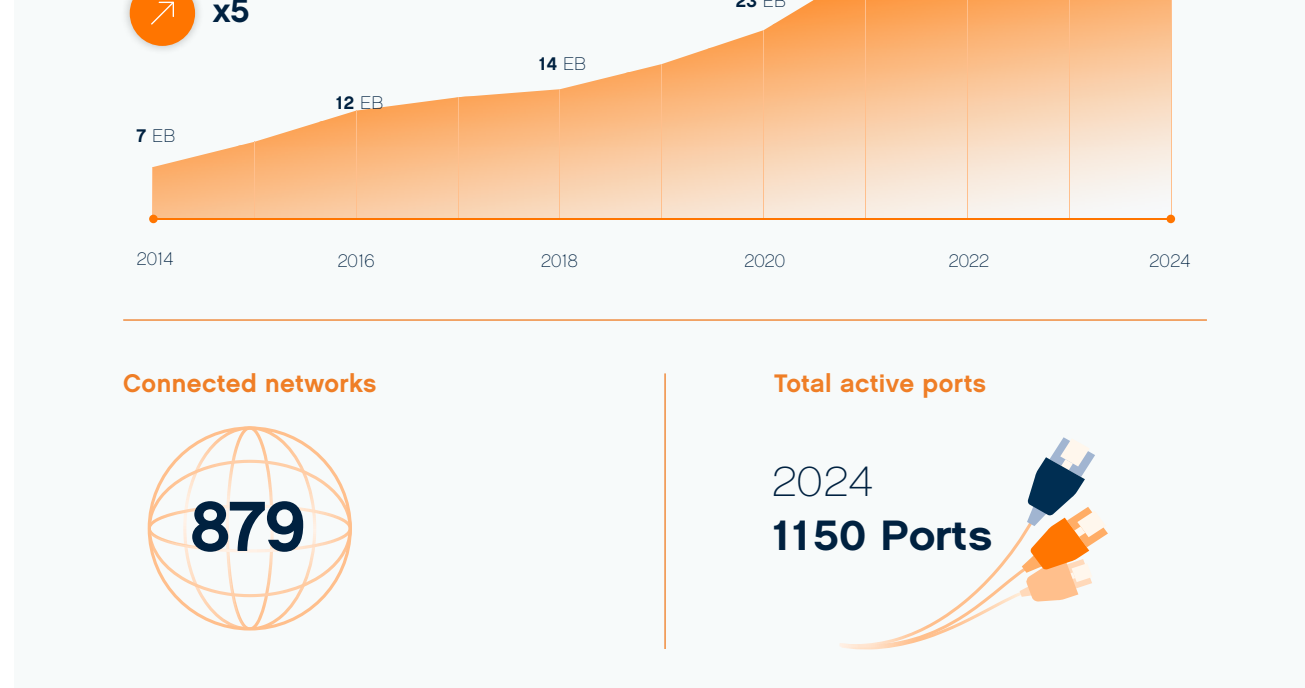 23 EB
x5
14 EB
12 EB
7 EB
2014 2016 2018 2020 2022 2024
Connected networks
879
Total active ports
2024
1150 Ports